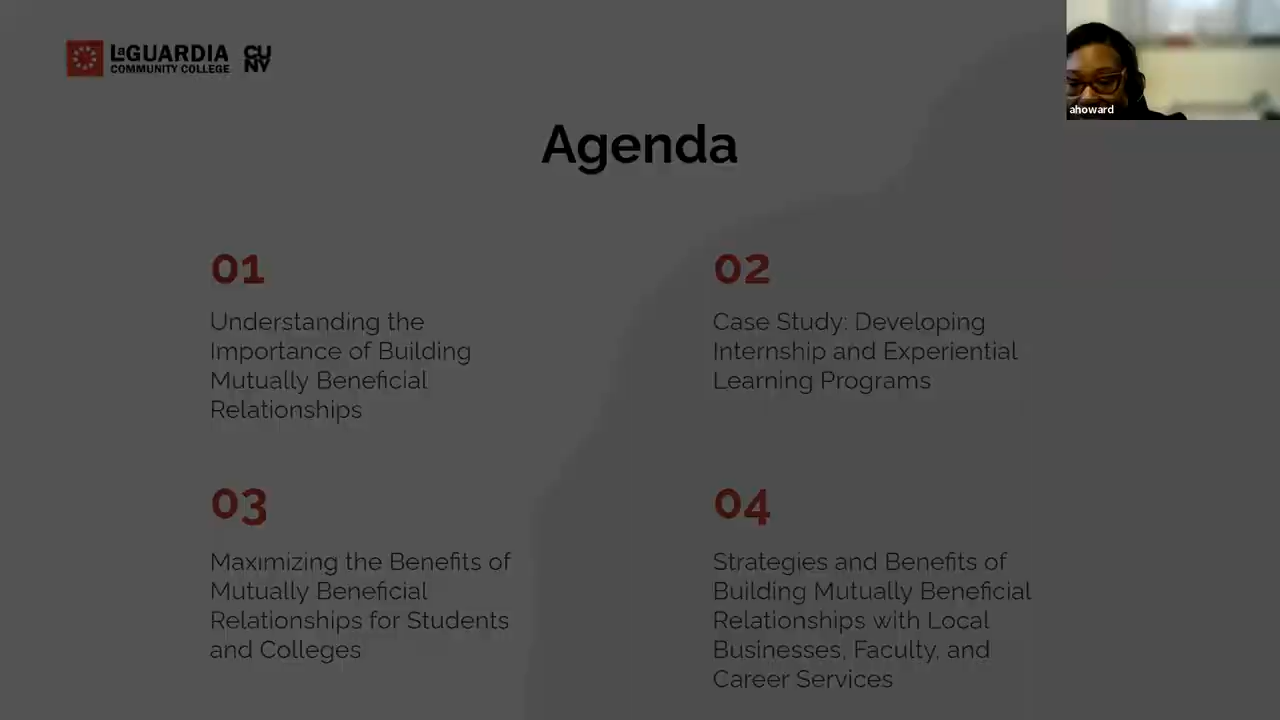 LaGUARDIA
COMMUNITY COLLEGE
CU
NY
ahoward
Agenda
01
Understanding the
Importance of Building
Mutually Beneficial
Relationships
02
Case Study: Developing
Internship and Experiential
Learning Programs
03
Maximizing the Benefits of
Mutually Beneficial
Relationships for Students
and Colleges
04
Strategies and Benefits of
Building Mutually Beneficial
Relationships with Local
Businesses, Faculty, and
Career Services